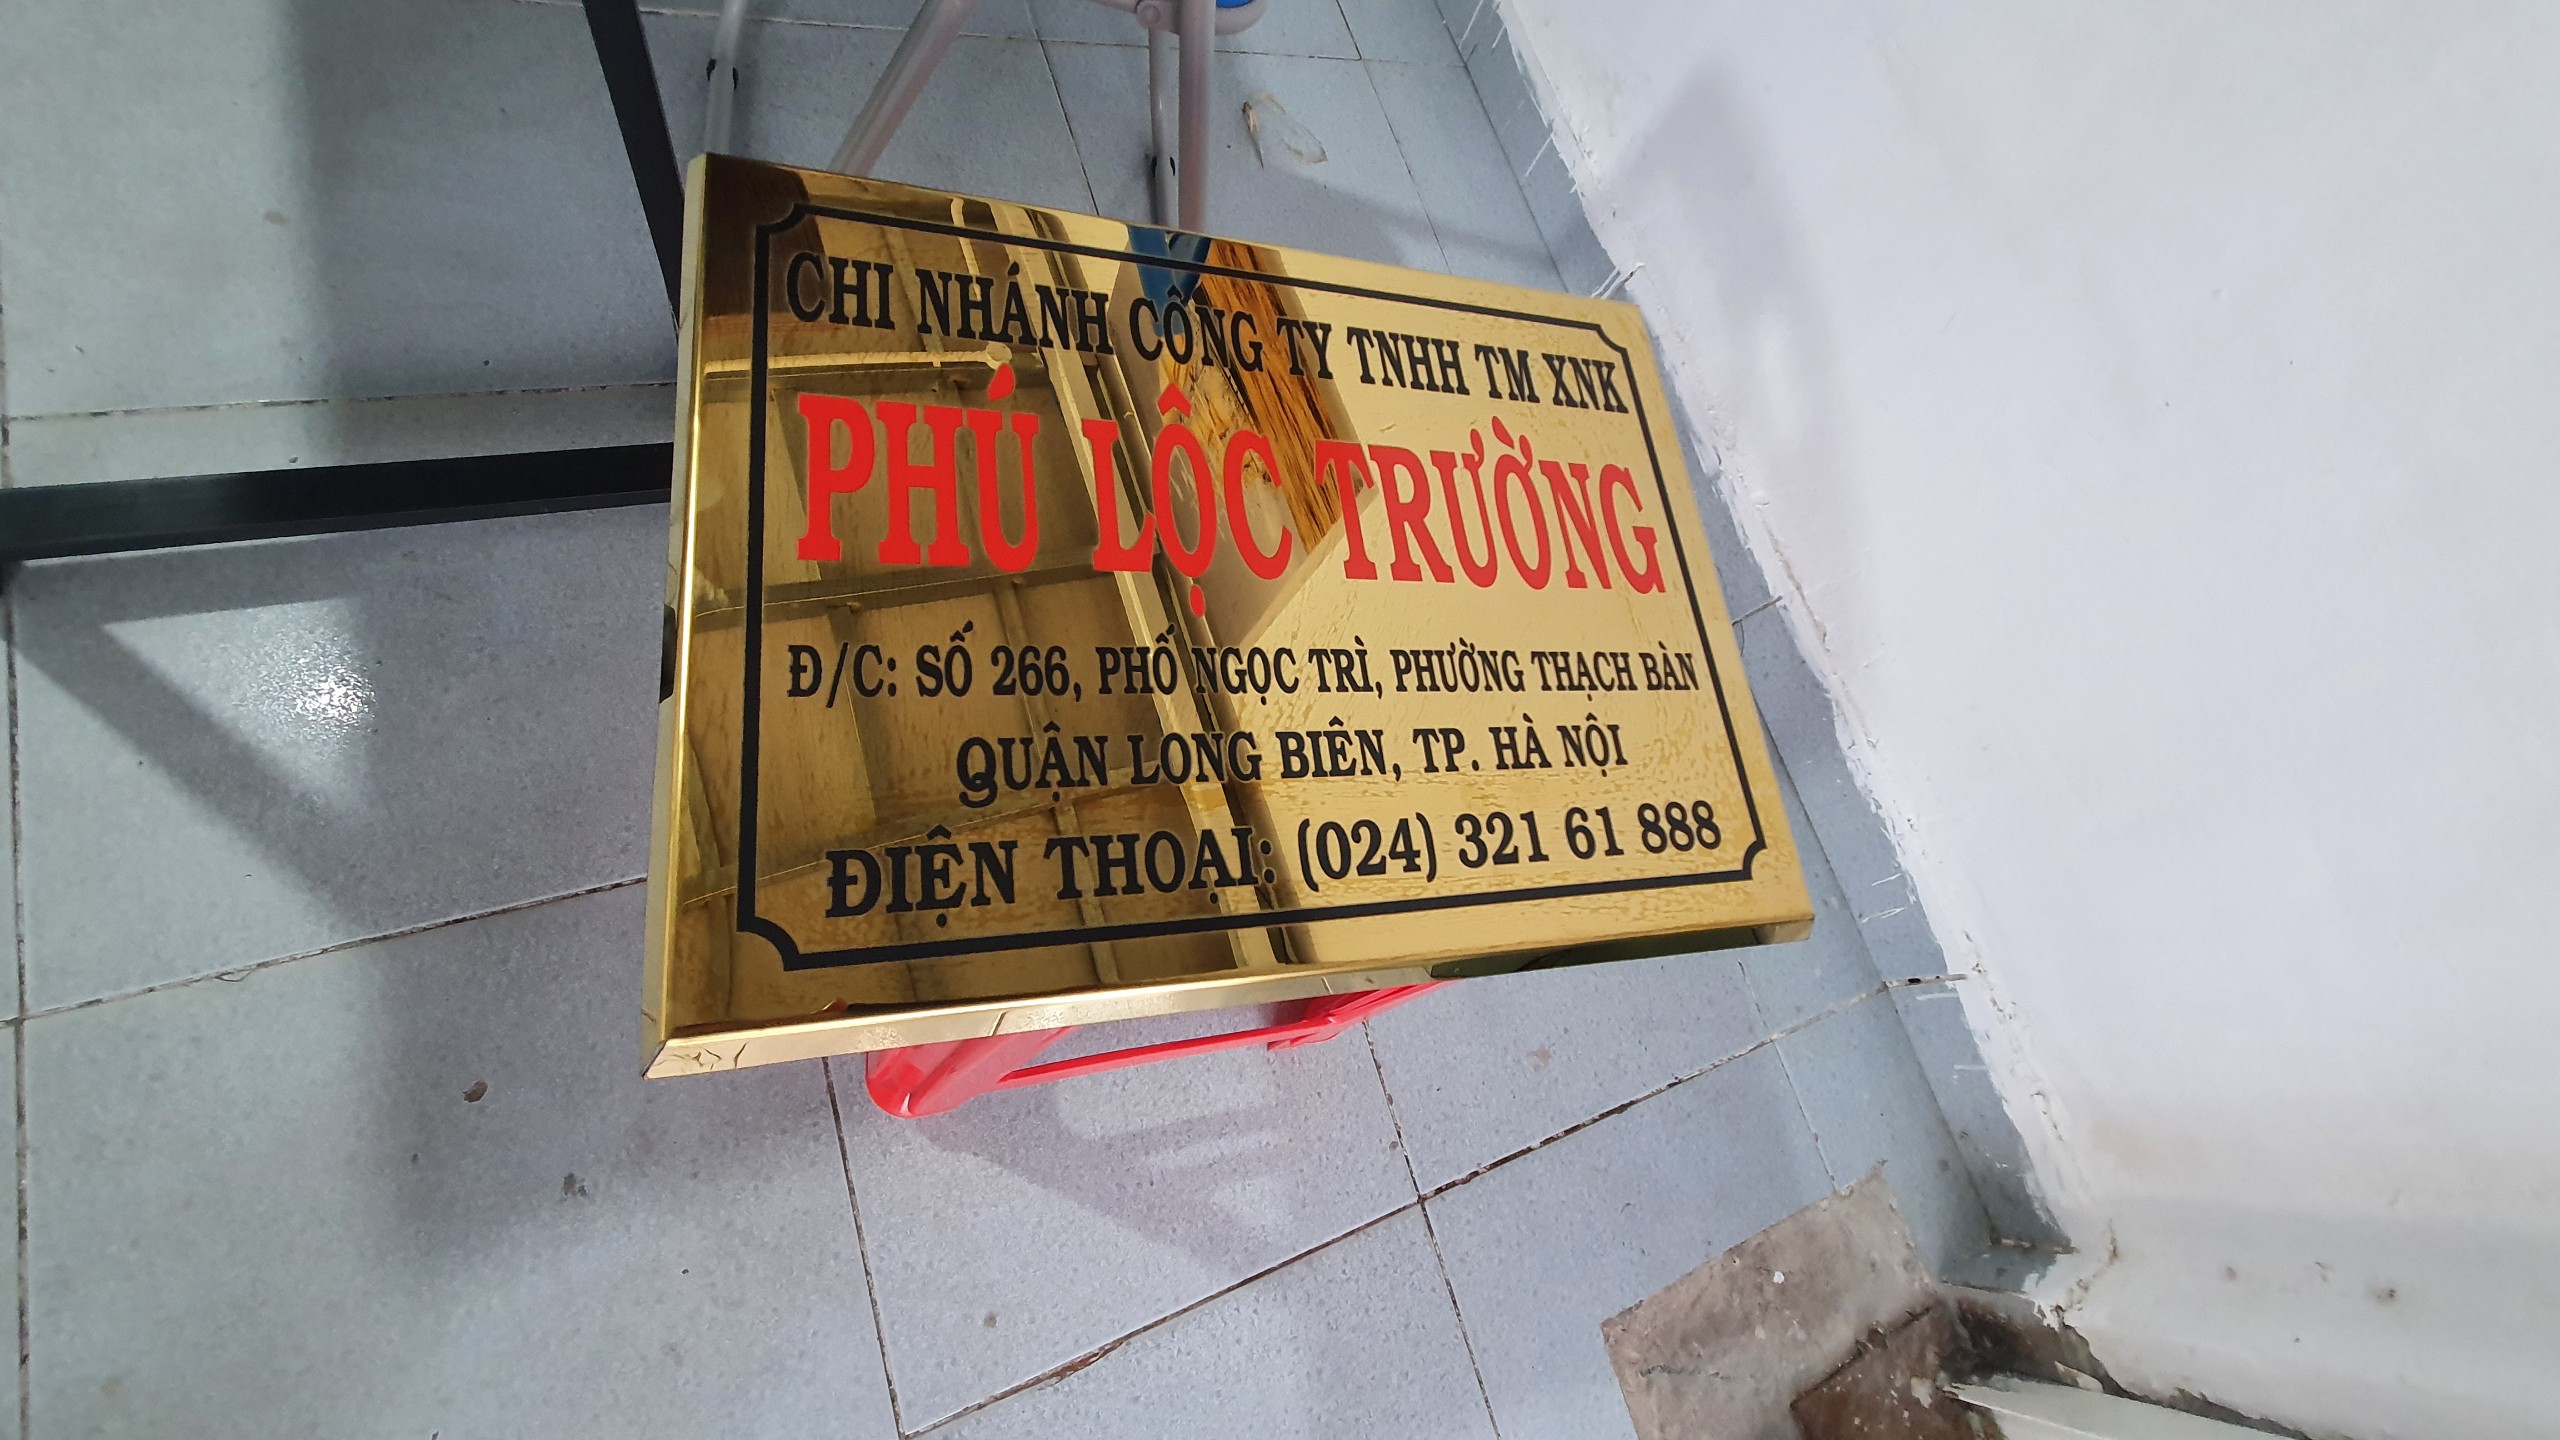 CHI NHÁNH CÔNG TY TNHH TM XNK
PHÚ LỘC TRƯỜNG
Đ/C: SỐ 266, PHỐ NGỌC TRÌ, PHƯỜNG THẠCH BÀN
QUẬN LONG BIÊN, TP. HÀ NỘI
ĐIỆN THOẠI: (024) 321 61 888